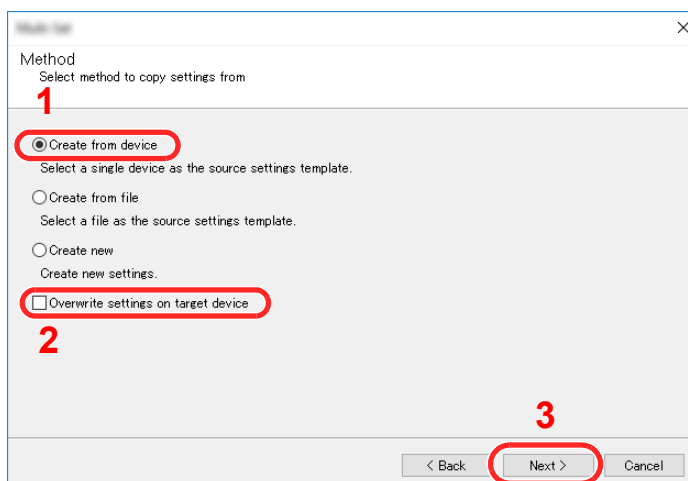 Method
Select method to copy settings from
1
Create from device
Select a single device as the source settings template.
Create from file
Select a file as the source settings template.
Create new
Create new settings.
Overwrite settings on target device
2
3
< Back Next > Cancel